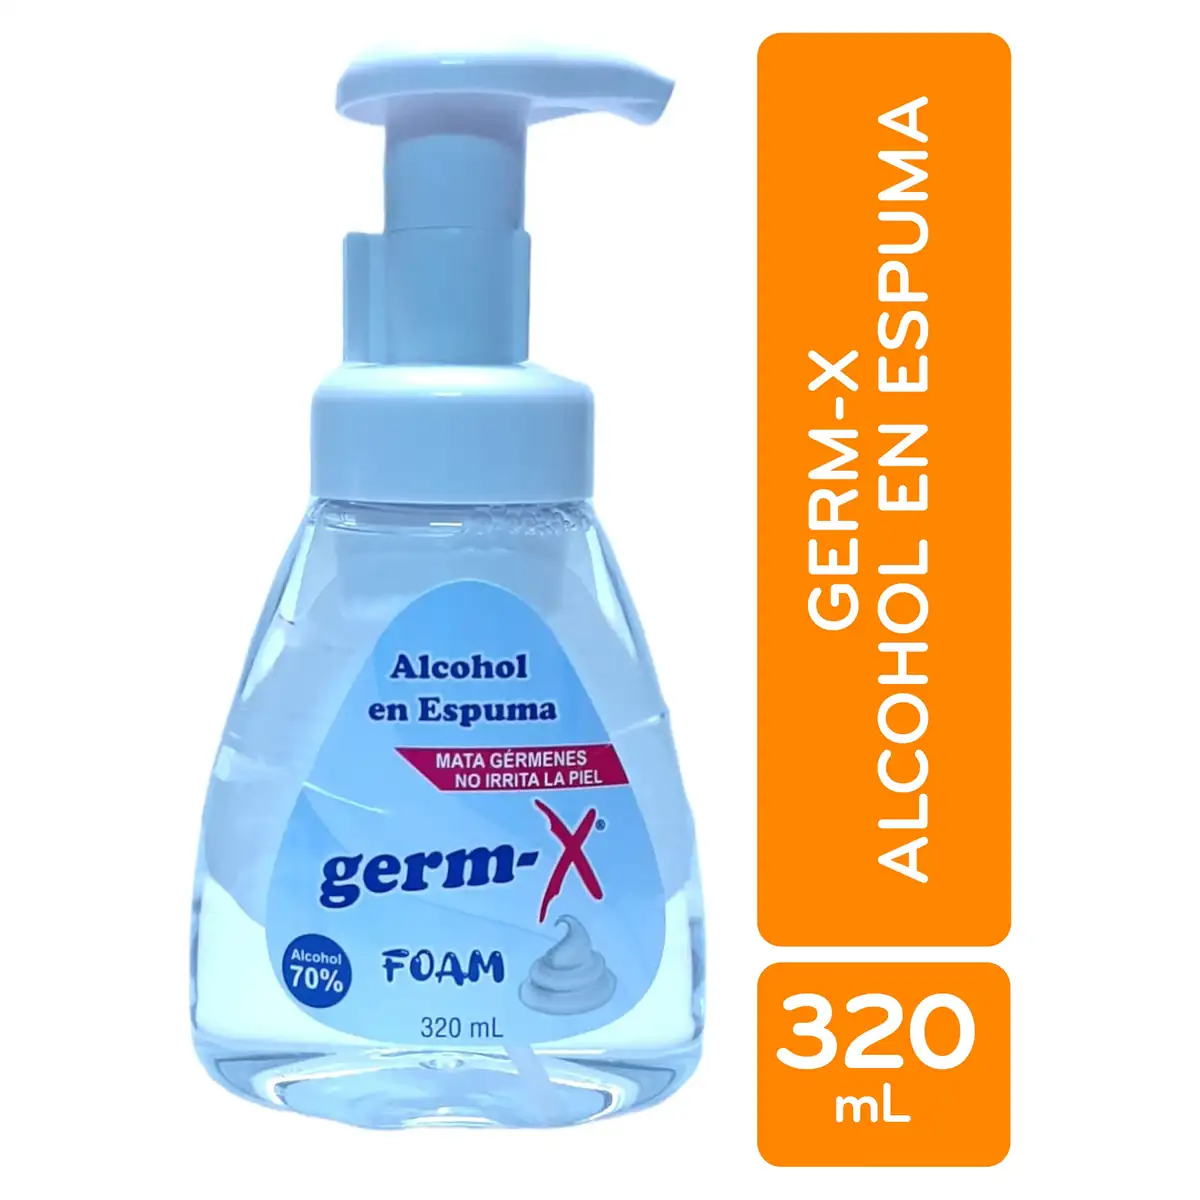 Alcohol
en Espuma
MATA GÉRMENES
NO IRRITA LA PIEL
germ-X®
Alcohol
70%
FOAM
320 mL
GERM-X
ALCOHOL EN ESPUMA
320
mL